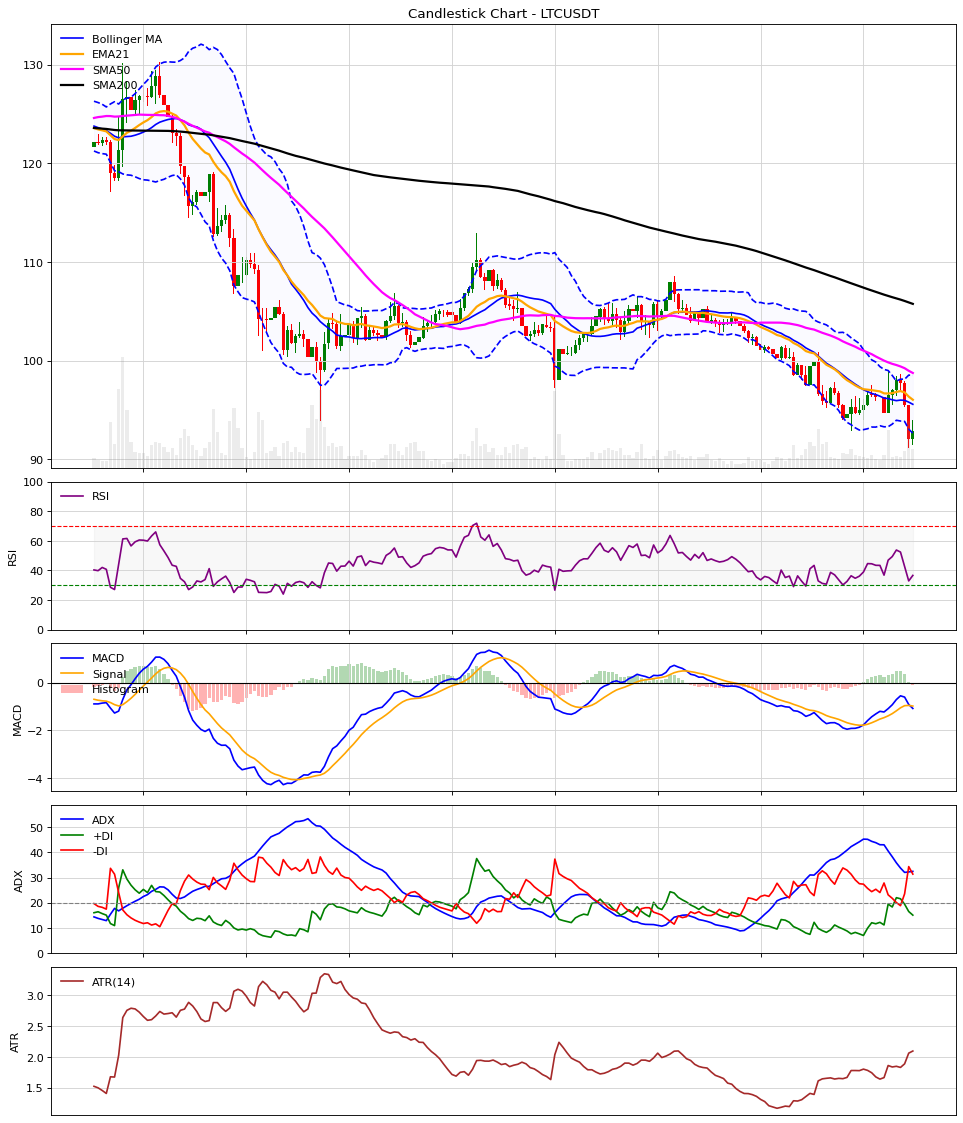 Candlestick Chart - LTCUSDT
Bollinger MA
EMA21
SMA50
SMA200
130
120
110
100
90
RSI
100
80
60
40
20
0
RSI
MACD
Signal
Histogram
0
−2
−4
MACD
ADX
+DI
-DI
50
40
30
20
10
0
ADX
ATR(14)
3.0
2.5
2.0
1.5
ATR